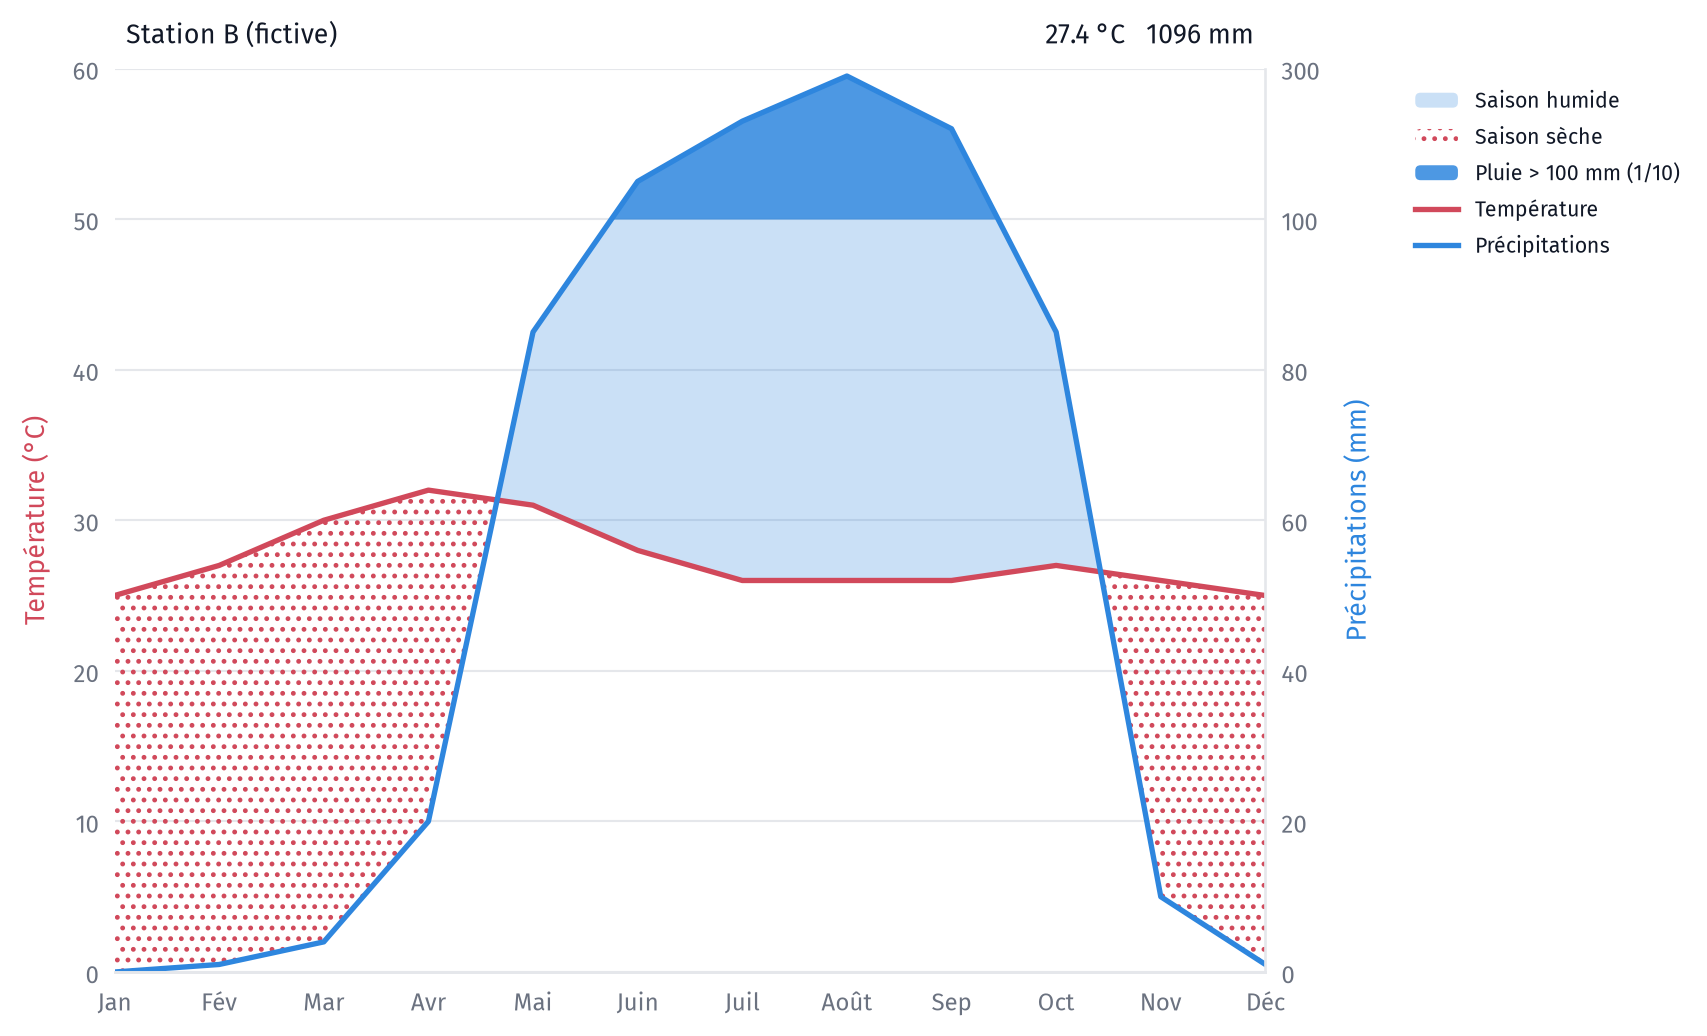 Station B (fictive)
27.4 °C 1096 mm
60
50
40
30
20
10
0
Température (°C)
300
100
80
60
40
20
0
Précipitations (mm)
Jan Fév Mar Avr Mai Juin Juil Août Sep Oct Nov Déc
Saison humide
Saison sèche
Pluie > 100 mm (1/10)
Température
Précipitations